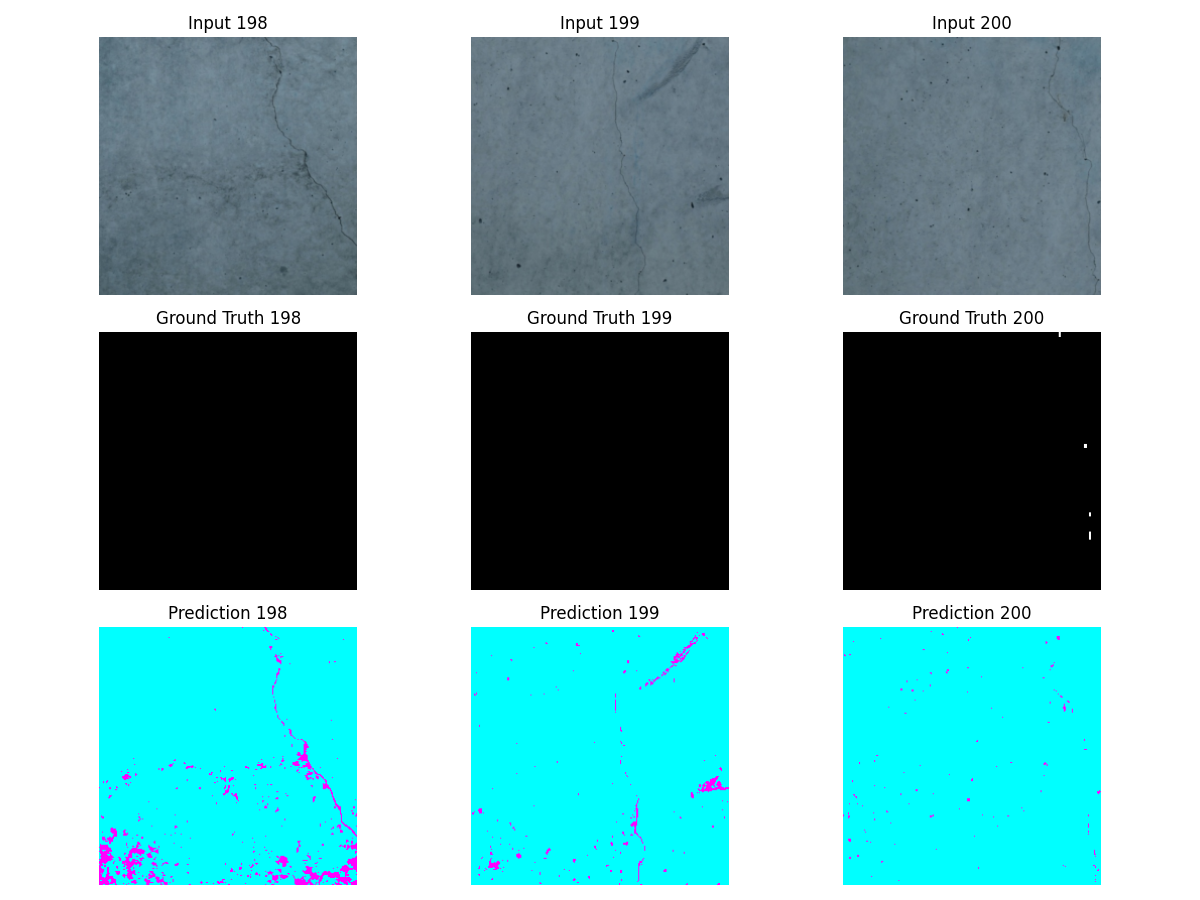 Input 198
Input 199
Input 200
Ground Truth 198
Ground Truth 199
Ground Truth 200
Prediction 198
Prediction 199
Prediction 200